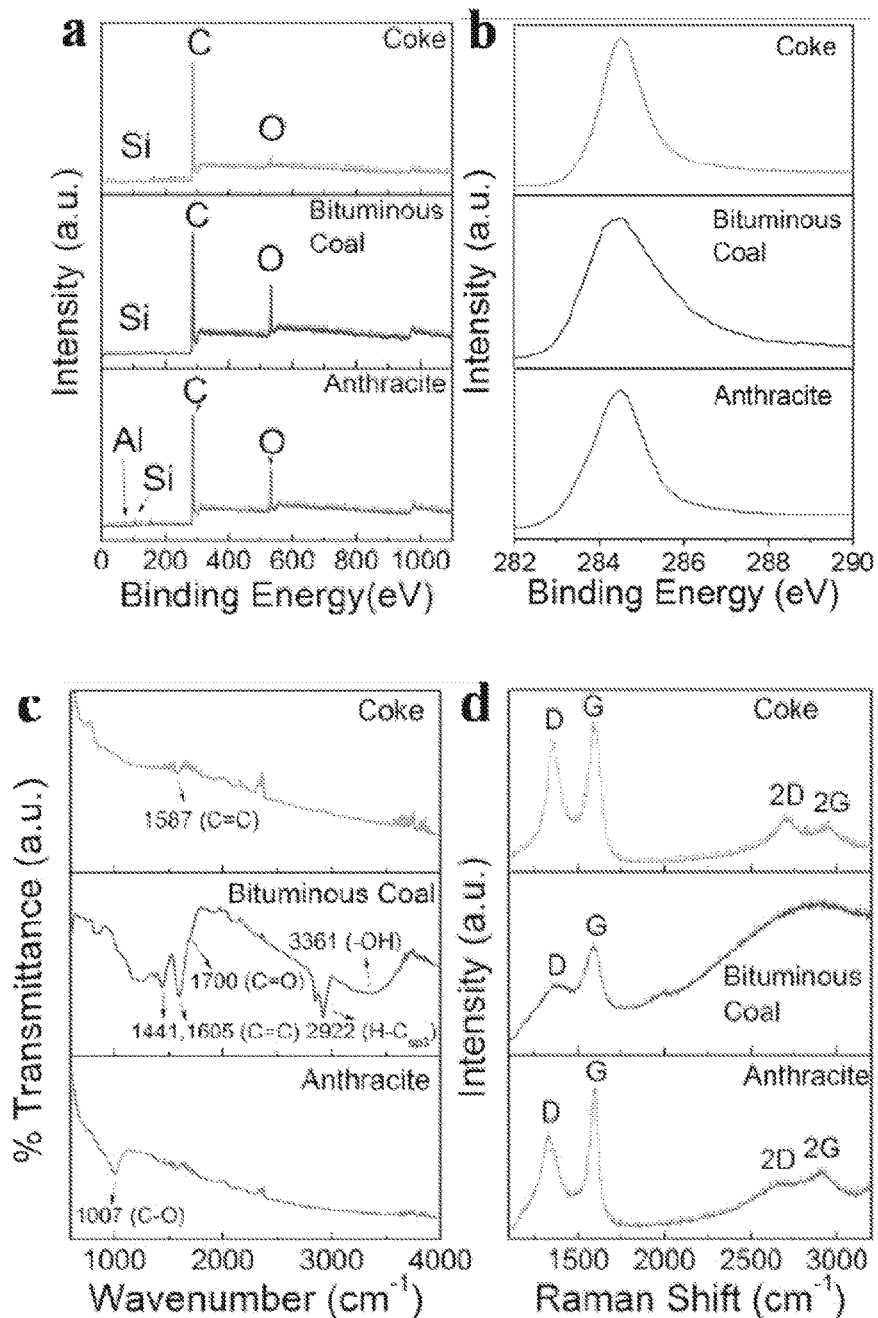 a
C
Coke
Si
O
C
Bituminous
Coal
O
Si
C
Anthracite
Al
Si
O
0 200 400 600 800 1000
Binding Energy(eV)
Intensity (a.u.)
b
Coke
Bituminous
Coal
Anthracite
282 284 286 288 290
Binding Energy (eV)
Intensity (a.u.)
c
Coke
1587 (C=C)
Bituminous Coal
3361 (-OH)
1700 (C=O)
1441,1605 (C=C) 2922 (H-Csp3)
Anthracite
1007 (C-O)
1000 2000 3000 4000
Wavenumber (cm-1)
% Transmittance (a.u.)
d
D G Coke
2D 2G
D G
Bituminous
Coal
D G Anthracite
2D 2G
1500 2000 2500 3000
Raman Shift (cm-1)
Intensity (a.u.)